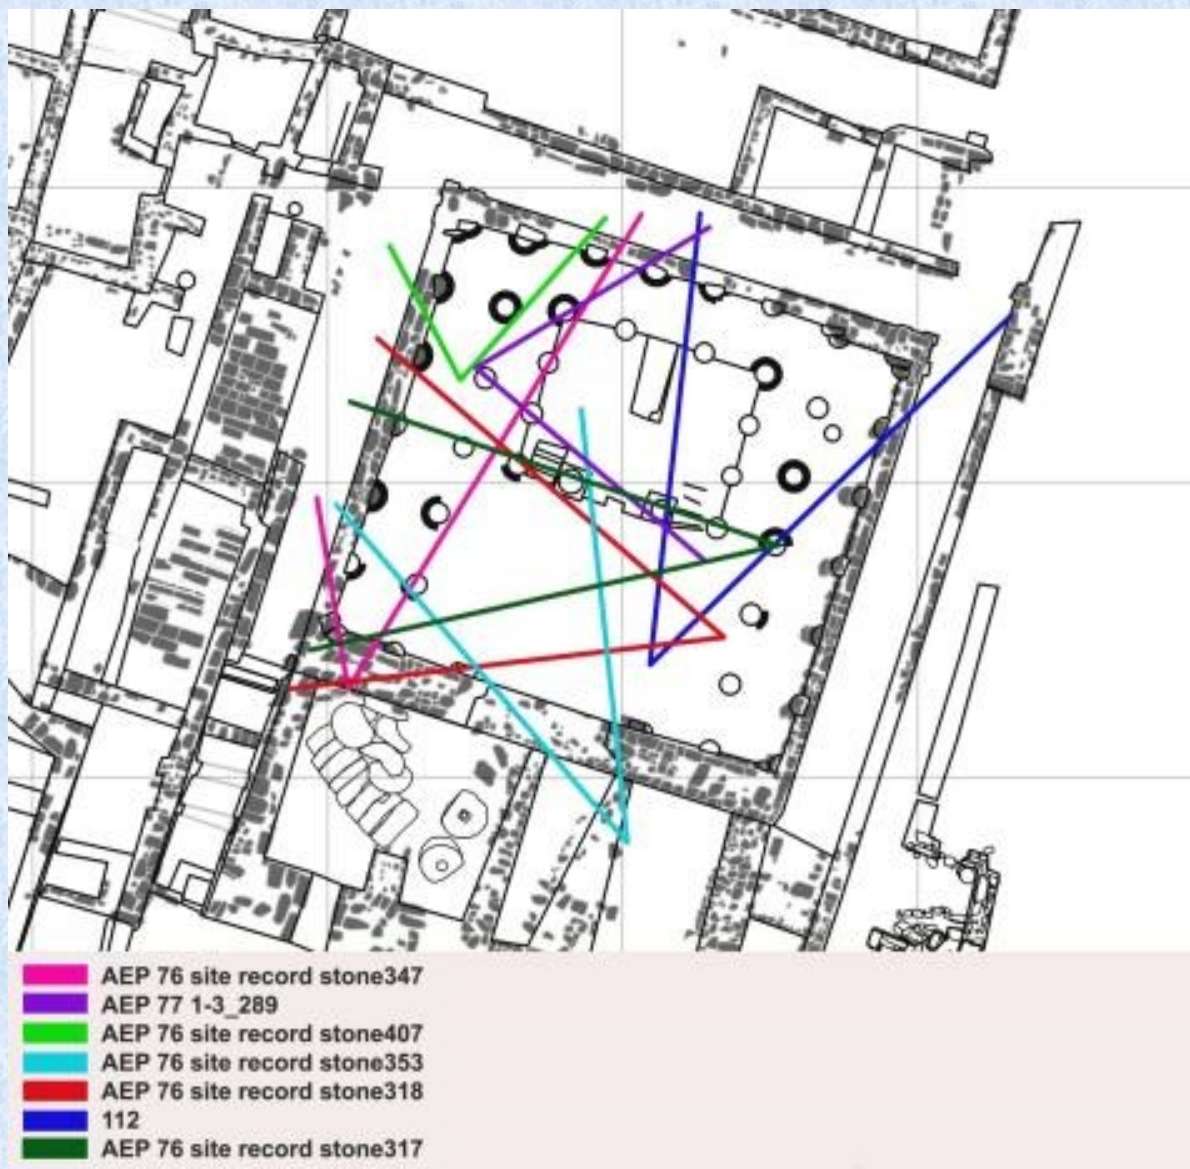 AEP 76 site record stone347
AEP 77 1-3_289
AEP 76 site record stone407
AEP 76 site record stone353
AEP 76 site record stone318
112
AEP 76 site record stone317